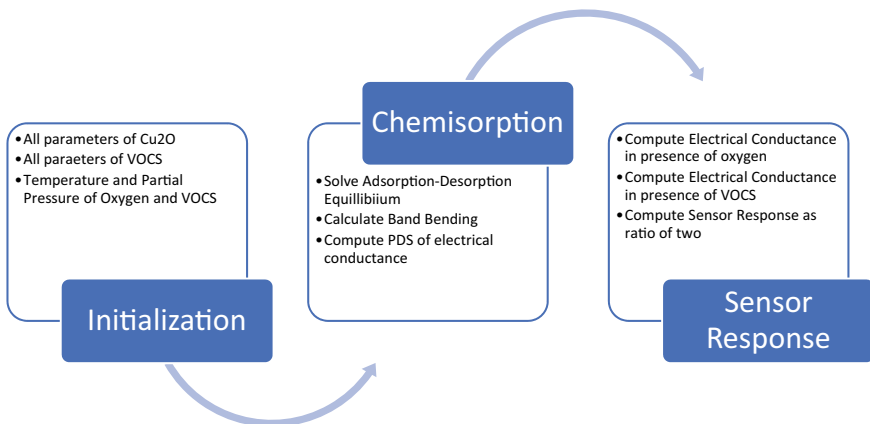 •All parameters of Cu2O
•All paraeters of VOCS
•Temperature and Partial
Pressure of Oxygen and VOCS
Initialization
Chemisorption
•Solve Adsorption-Desorption
Equillibiium
•Calculate Band Bending
•Compute PDS of electrical
conductance
•Compute Electrical Conductance
in presence of oxygen
•Compute Electrical Conductance
in presence of VOCS
•Compute Sensor Response as
ratio of two
Sensor
Response